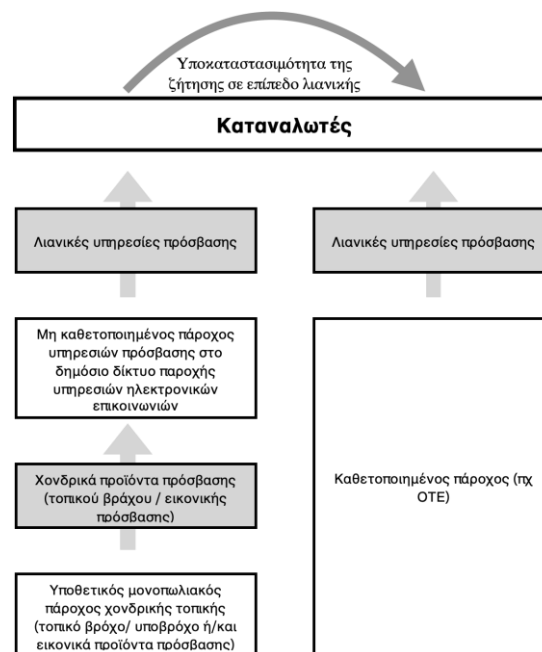 Υποκαταστασιμότητα της
ζήτησης σε επίπεδο λιανικής
Καταναλωτές
Λιανικές υπηρεσίες πρόσβασης
Λιανικές υπηρεσίες πρόσβασης
Μη καθετοποιημένος πάροχος
υπηρεσιών πρόσβασης στο
δημόσιο δίκτυο παροχής
υπηρεσιών ηλεκτρονικών
επικοινωνιών
Χονδρικά προϊόντα πρόσβασης
(τοπικού βράχου / εικονικής
πρόσβασης)
Καθετοποιημένος πάροχος (πχ
ΟΤΕ)
Υποθετικός μονοπωλιακός
πάροχος χονδρικής τοπικής
(τοπικό βρόχο/ υποβρόχο ή/και
εικονικά προϊόντα πρόσβασης)